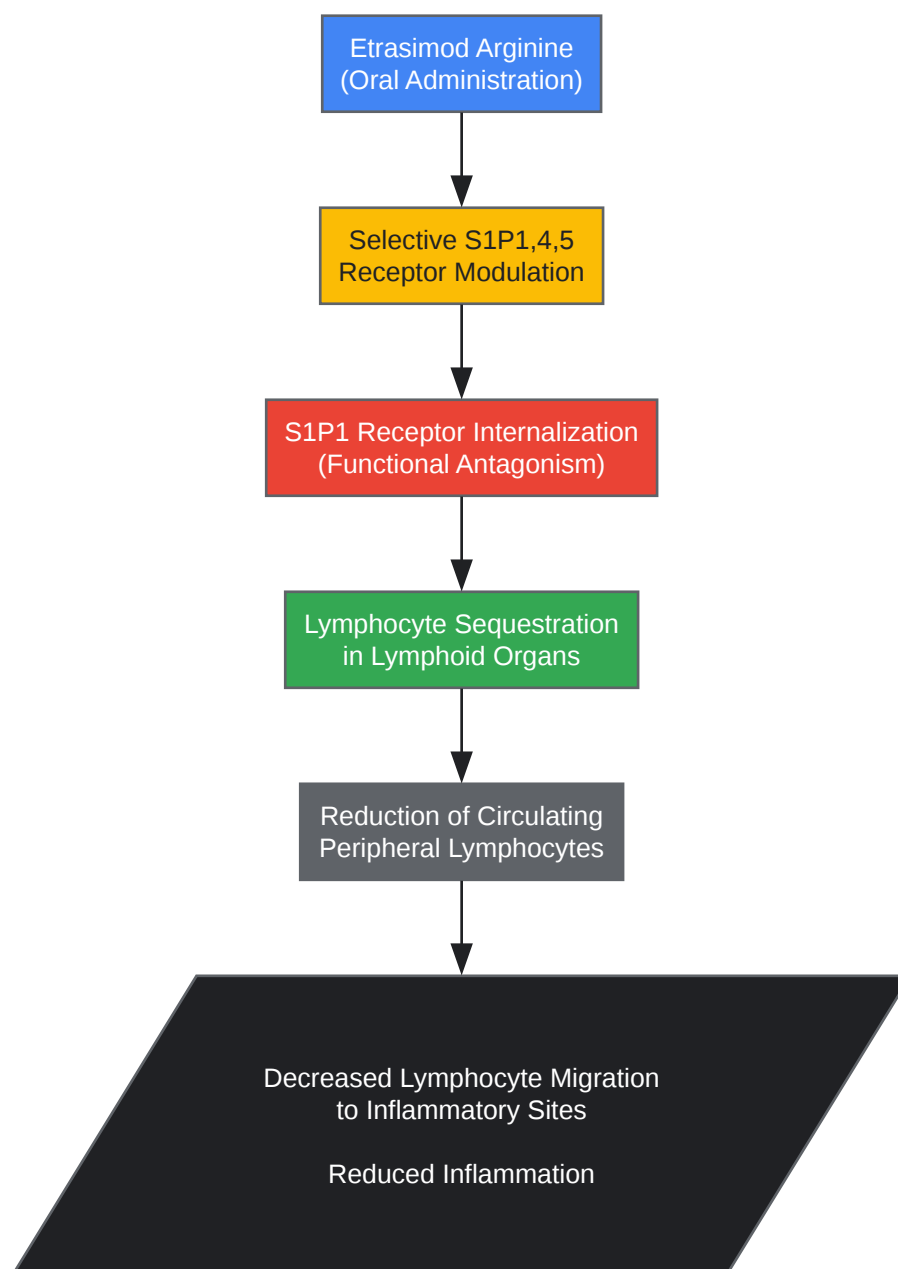 Etrasimod Arginine
(Oral Administration)
Selective S1P1,4,5
Receptor Modulation
S1P1 Receptor Internalization
(Functional Antagonism)
Lymphocyte Sequestration
in Lymphoid Organs
Reduction of Circulating
Peripheral Lymphocytes
Decreased Lymphocyte Migration
to Inflammatory Sites
Reduced Inflammation